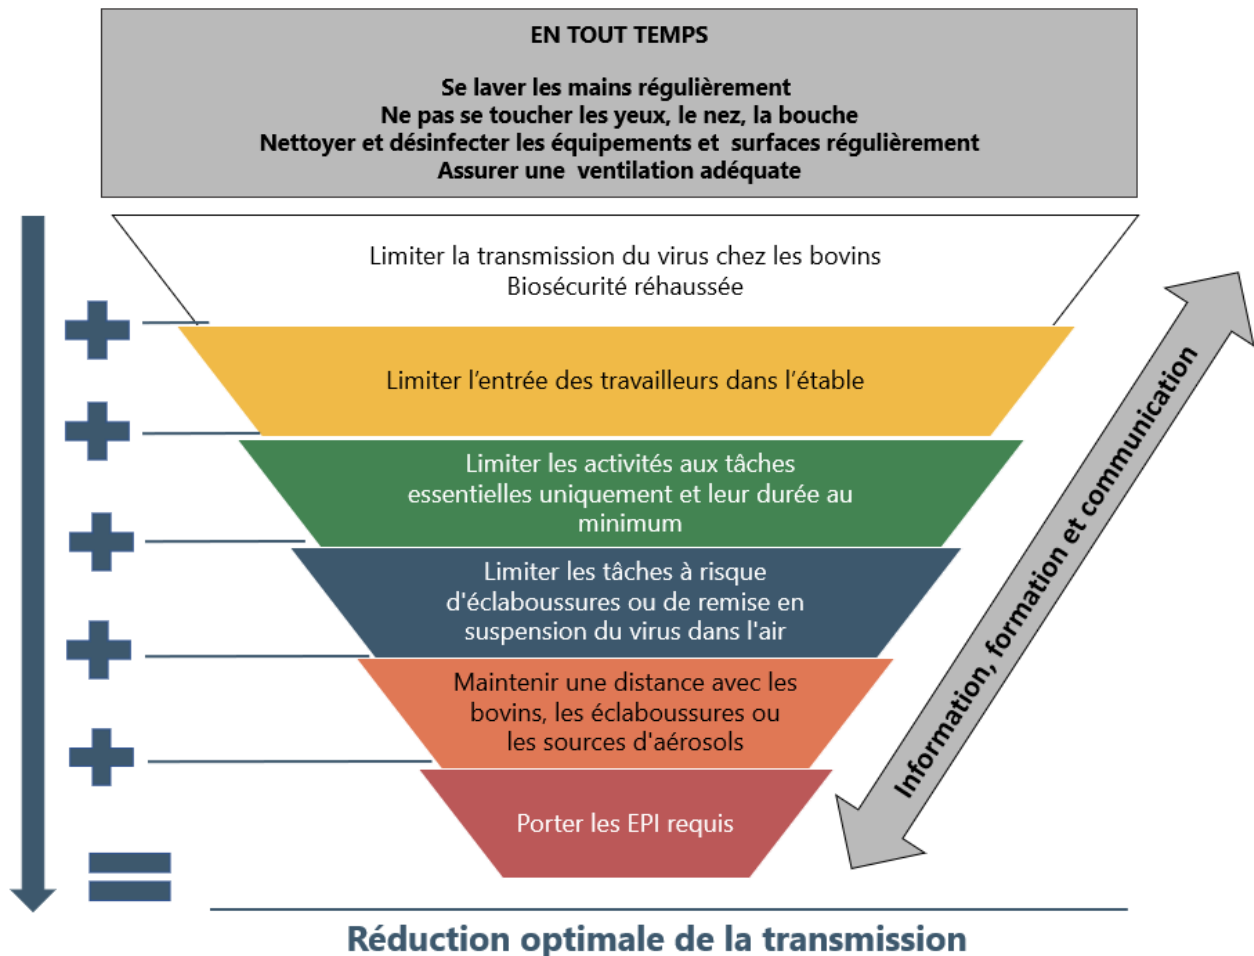 EN TOUT TEMPS
Se laver les mains régulièrement
Ne pas se toucher les yeux, le nez, la bouche
Nettoyer et désinfecter les équipements et surfaces régulièrement
Assurer une ventilation adéquate
Limiter la transmission du virus chez les bovins
Biosécurité réhaussée
Limiter l’entrée des travailleurs dans l’étable
Limiter les activités aux tâches
essentielles uniquement et leur durée au
minimum
Limiter les tâches à risque
d'éclaboussures ou de remise en
suspension du virus dans l'air
Maintenir une distance avec les
bovins, les éclaboussures ou
les sources d'aérosols
Porter les EPI requis
Information, formation et communication
Réduction optimale de la transmission